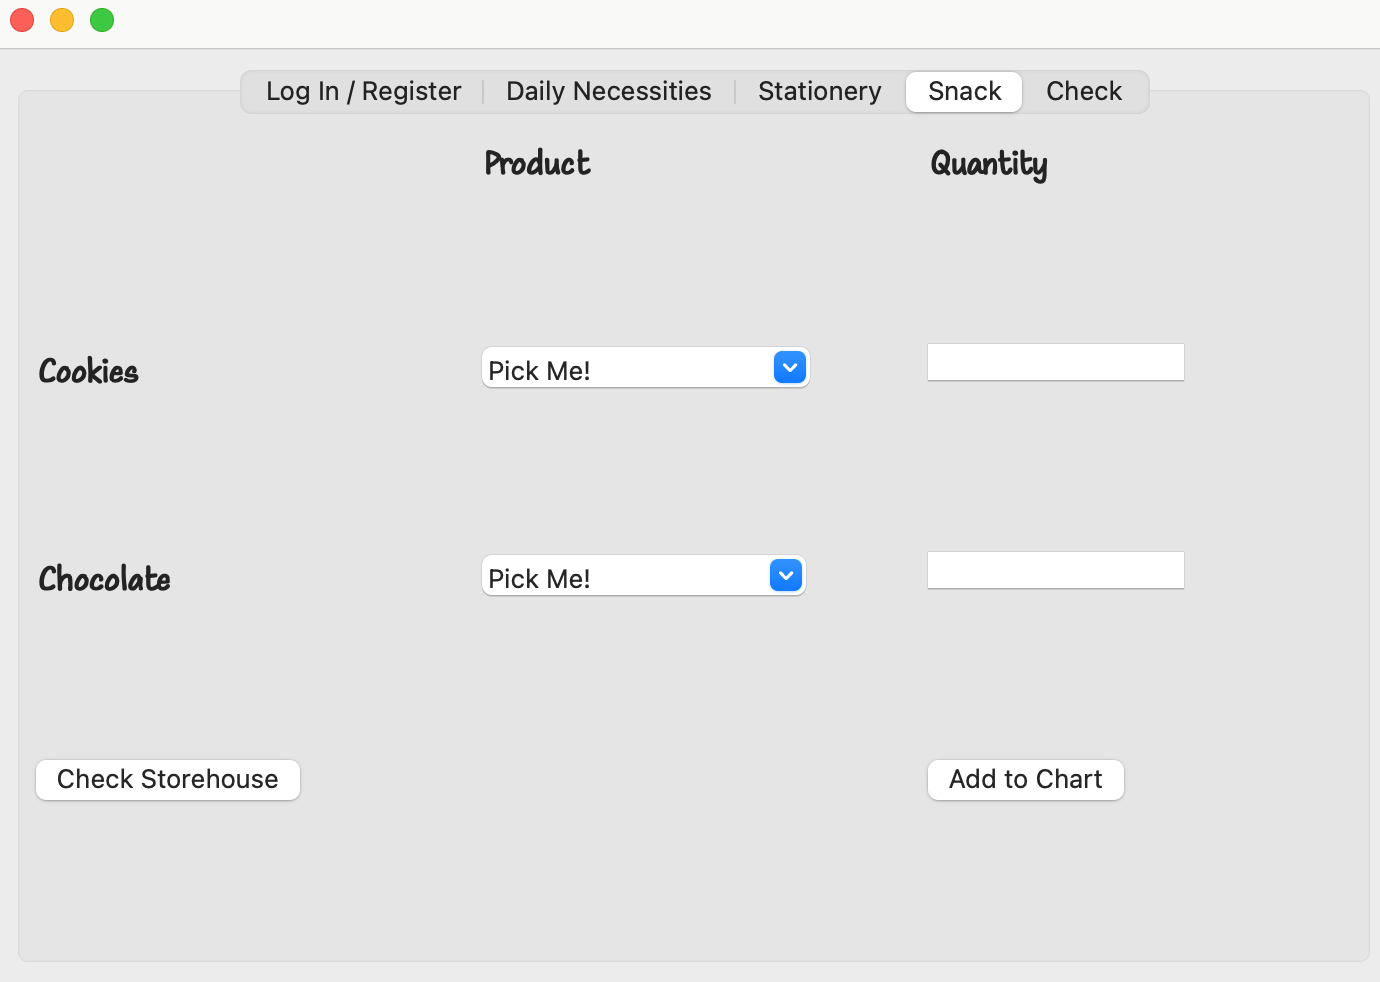 Log In / Register Daily Necessities Stationery Snack Check
Product Quantity
Cookies Pick Me!
Chocolate Pick Me!
Check Storehouse Add to Chart